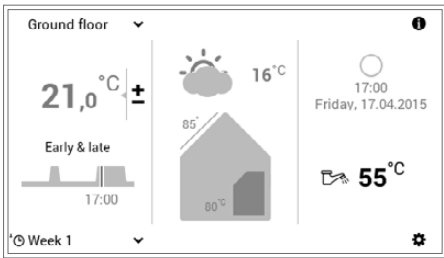 Ground floor
21,0 °C ±
Early & late
17:00
Week 1
16°C
85°
80°C
17:00
Friday, 17.04.2015
55°C